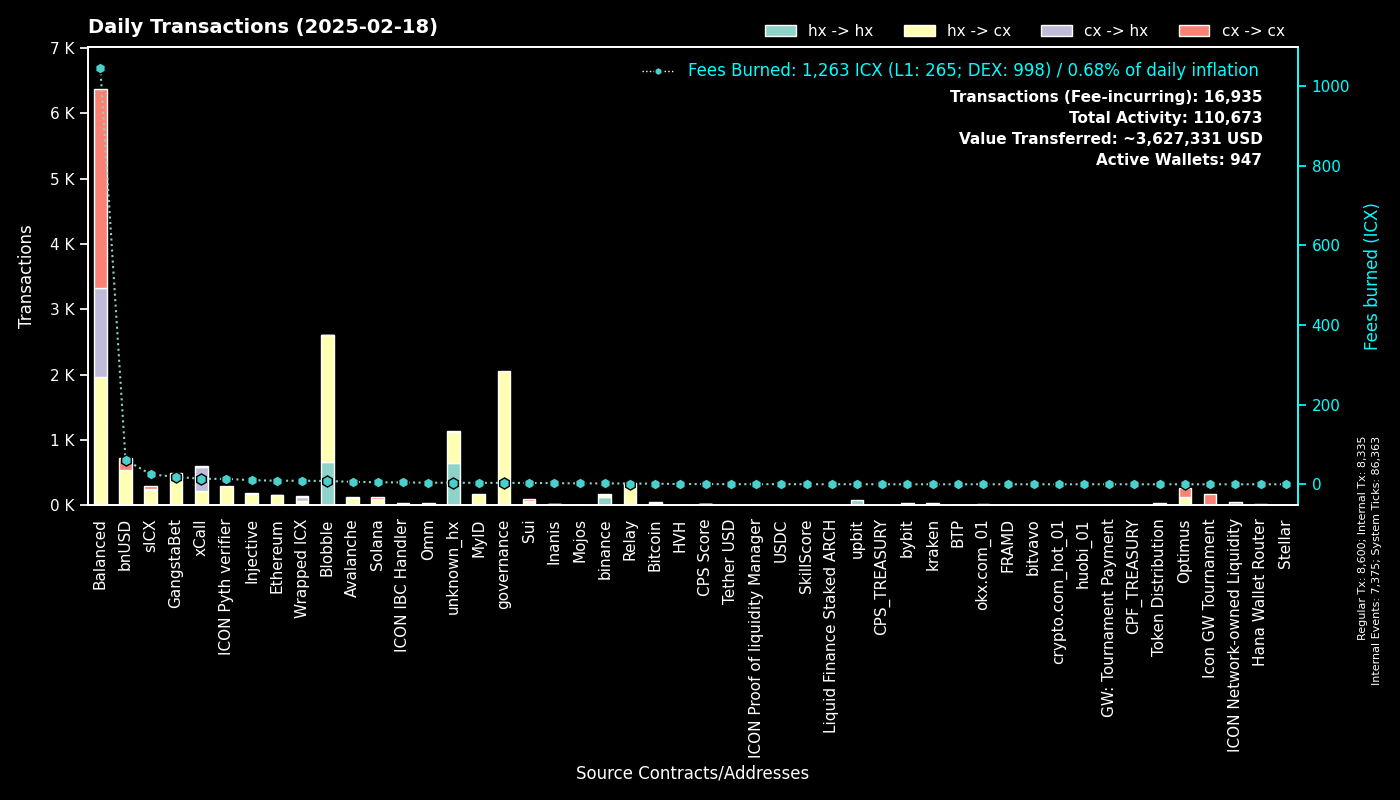 Daily Transactions (2025-02-18)
hx -> hx
hx -> cx
cx -> hx
cx -> cx
Fees Burned: 1,263 ICX (L1: 265; DEX: 998) / 0.68% of daily inflation
Transactions (Fee-incurring): 16,935
Total Activity: 110,673
Value Transferred: ~3,627,331 USD
Active Wallets: 947
Transactions
7 K
6 K
5 K
4 K
3 K
2 K
1 K
0 K
1000
800
600
400
200
0
Fees burned (ICX)
Regular Tx: 8,600; Internal Tx: 8,335
Internal Events: 7,375; System Ticks: 86,363
Balanced
bnUSD
sICX
GangstaBet
xCall
ICON Pyth verifier
Injective
Ethereum
Wrapped ICX
Blobble
Avalanche
Solana
ICON IBC Handler
Omm
unknown_hx
MyID
governance
Sui
Inanis
Mojos
binance
Relay
Bitcoin
HVH
CPS Score
Tether USD
ICON Proof of liquidity Manager
USDC
SkillScore
Liquid Finance Staked ARCH
upbit
CPS_TREASURY
bybit
kraken
BTP
okx.com_01
FRAMD
bitvavo
crypto.com_hot_01
huobi_01
GW: Tournament Payment
CPF_TREASURY
Token Distribution
Optimus
Icon GW Tournament
ICON Network-owned Liquidity
Hana Wallet Router
Stellar
Source Contracts/Addresses